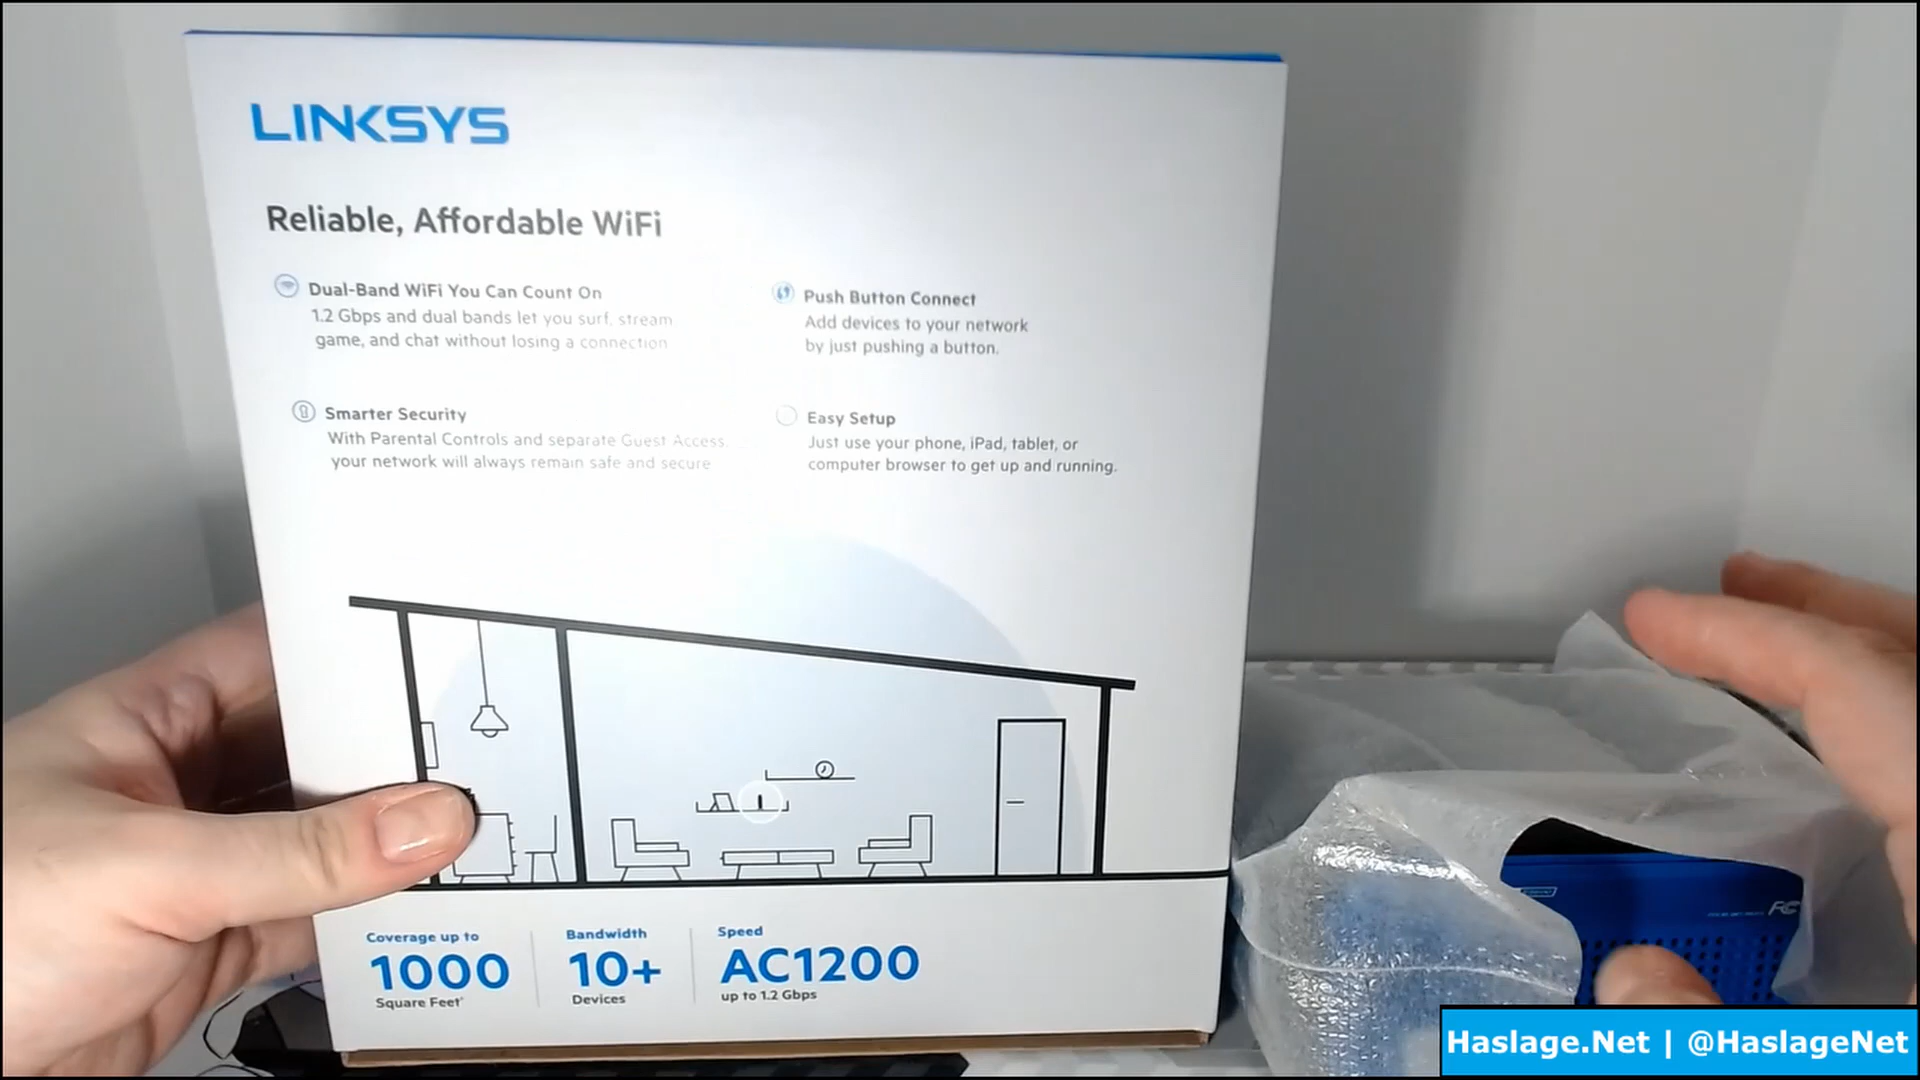 LINKSYS
Reliable, Affordable WiFi
Dual-Band WiFi You Can Count On
1.2 Gbps and dual bands let you surf, stream
game, and chat without losing a connection
Push Button Connect
Add devices to your network
by just pushing a button.
Smarter Security
With Parental Controls and separate Guest Access,
your network will always remain safe and secure
Easy Setup
Just use your phone, iPad, tablet, or
computer browser to get up and running.
Coverage up to
1000
Square Feet*
Bandwidth
10+
Devices
Speed
AC1200
up to 1.2 Gbps
FC
Haslage.Net | @HaslageNet